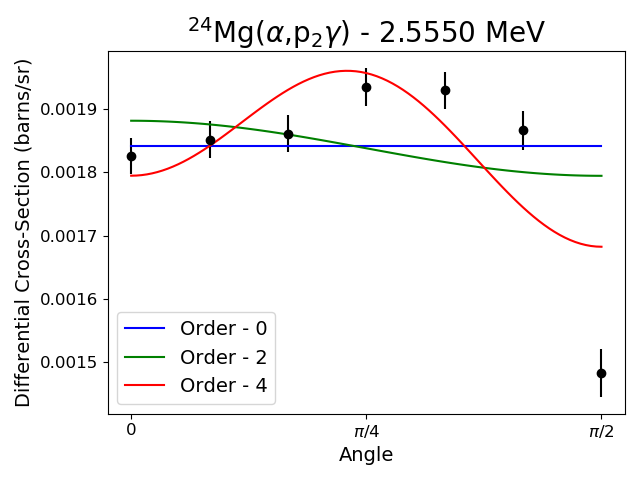 ²⁴Mg(α,p₂γ) - 2.5550 MeV
Differential Cross-Section (barns/sr)
0.0019
0.0018
0.0017
0.0016
0.0015
Order - 0
Order - 2
Order - 4
0
π/4
π/2
Angle